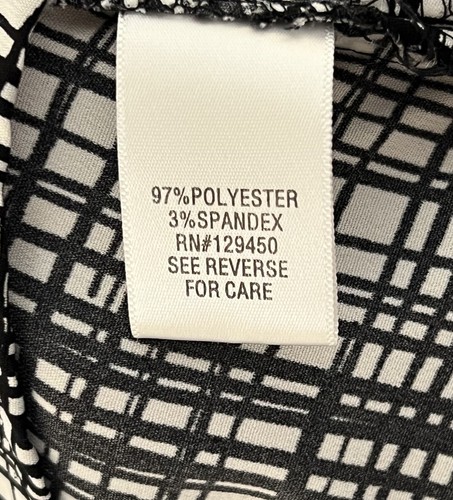 97%POLYESTER
3%SPANDEX
RN#129450
SEE REVERSE
FOR CARE